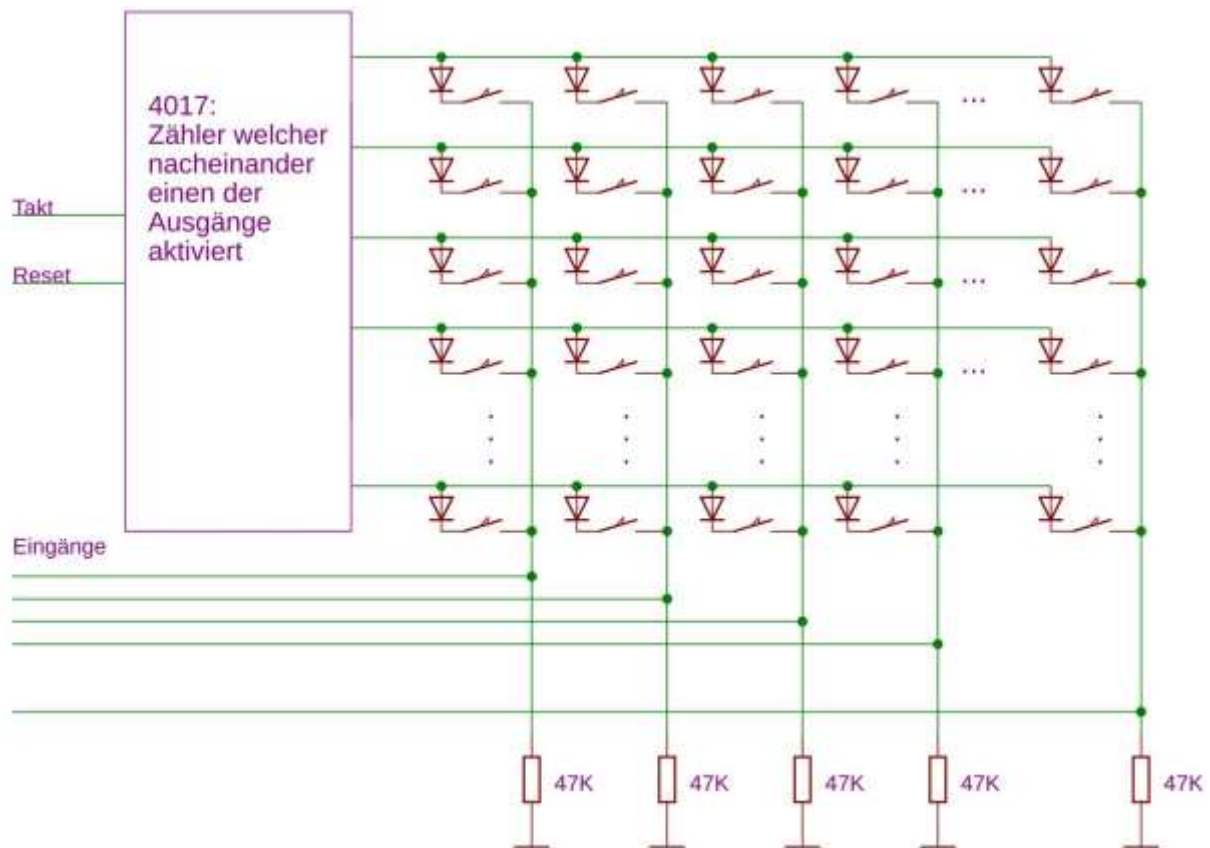 4017:
Zähler welcher
nacheinander
einen der
Ausgänge
aktiviert
Takt
Reset
...
...
...
...
Eingänge
47K
47K
47K
47K
47K